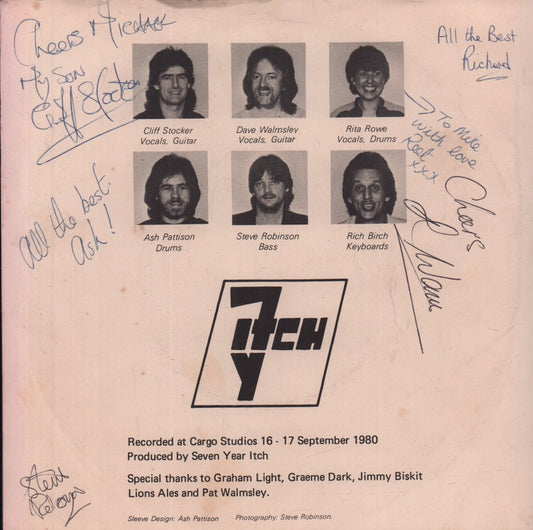 Cheers Michael
My Son
Cliff Stocker
All the Best
Richard
Cliff Stocker
Vocals, Guitar
Dave Walmsley
Vocals, Guitar
Rita Rowe
Vocals, Drums
To Mike
with love
xxx
All the best.
Ash!
Ash Pattison
Drums
Steve Robinson
Bass
Rich Birch
Keyboards
Cheers
7
ITCH
Y
Recorded at Cargo Studios 16 - 17 September 1980
Produced by Seven Year Itch
Special thanks to Graham Light, Graeme Dark, Jimmy Biskit
Lions Ales and Pat Walmsley.
Steve
Sleeve Design: Ash Pattison Photography: Steve Robinson.